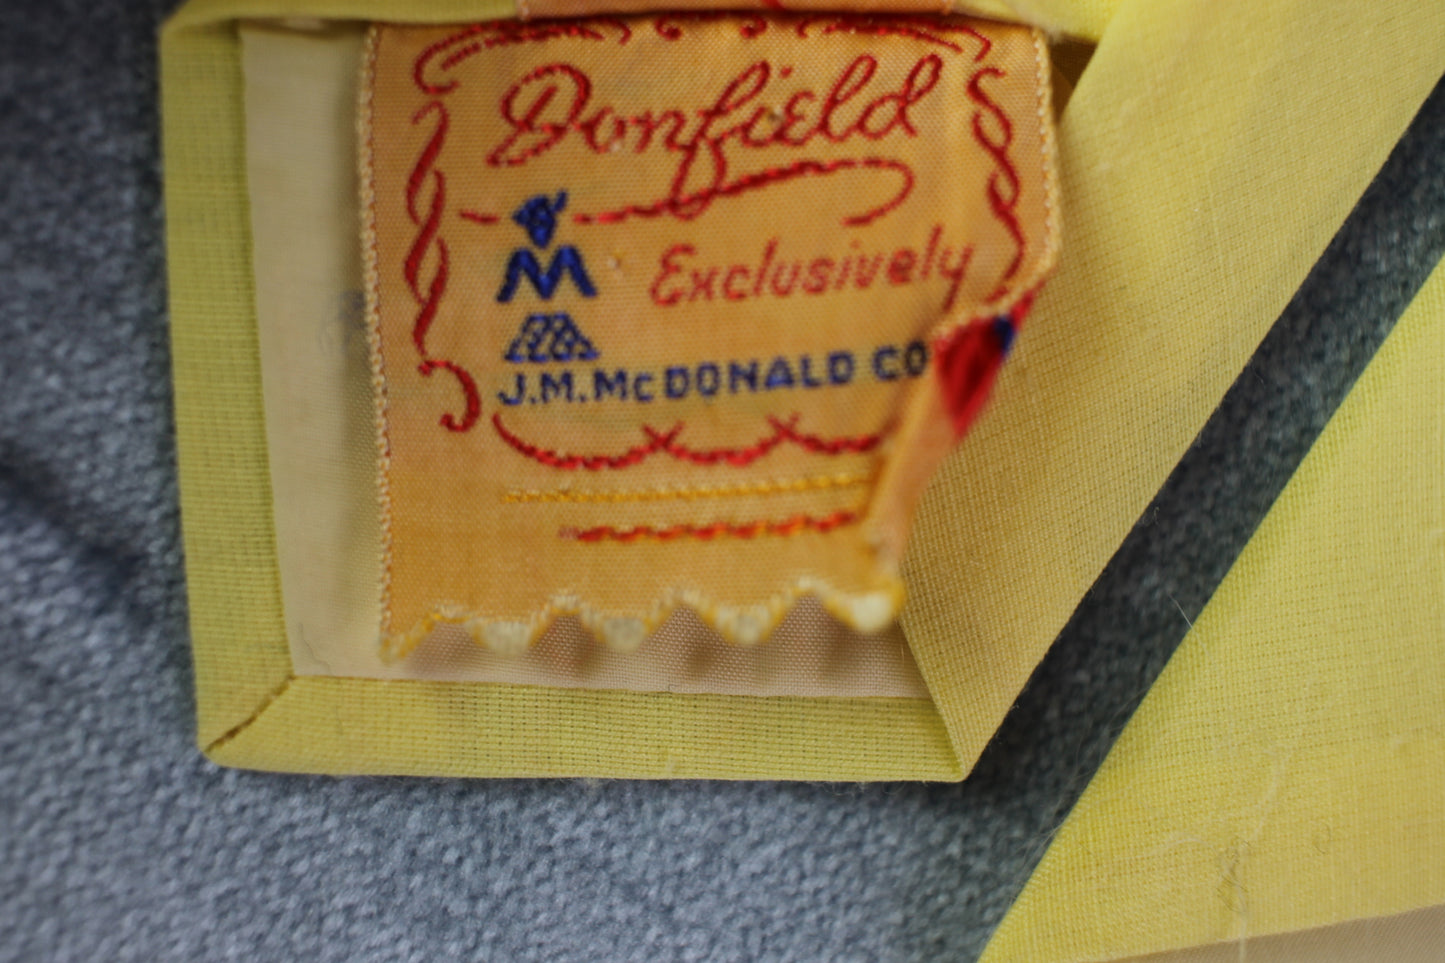 Donfield
M Exclusively
J.M. McDONALD CO